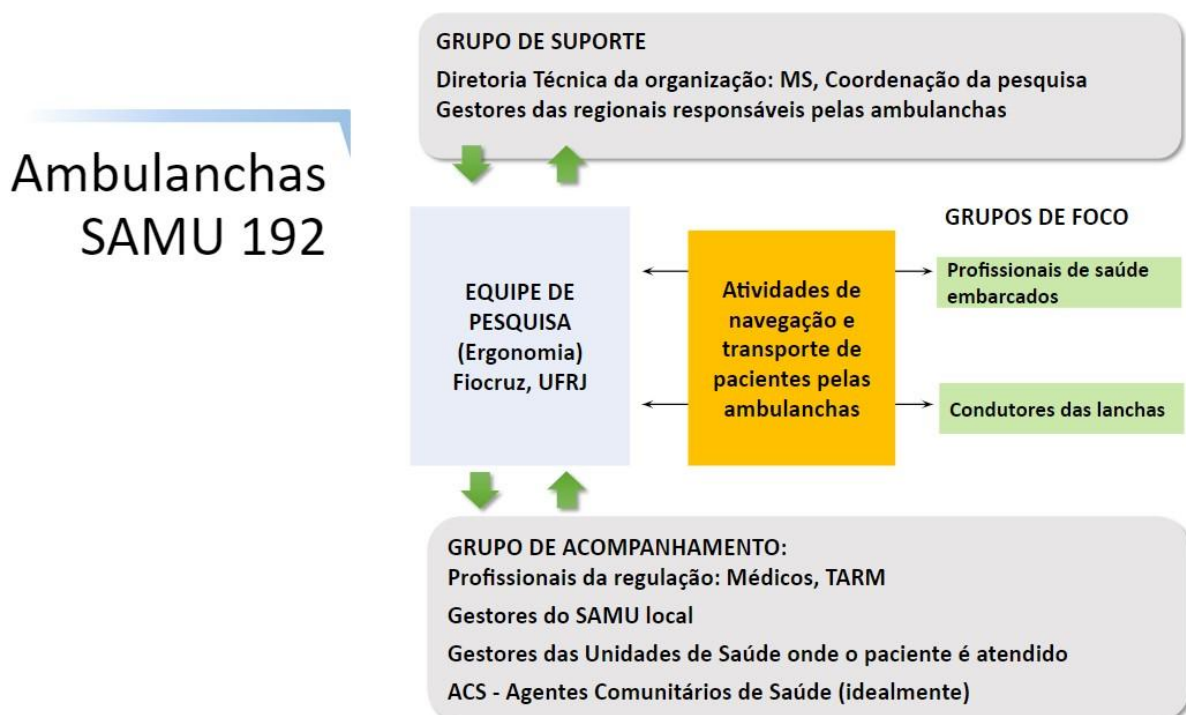 Ambulanchas
SAMU 192
GRUPO DE SUPORTE
Diretoria Técnica da organização: MS, Coordenação da pesquisa
Gestores das regionais responsáveis pelas ambulanchas
EQUIPE DE
PESQUISA
(Ergonomia)
Fiocruz, UFRJ
Atividades de
navegação e
transporte de
pacientes pelas
ambulanchas
GRUPOS DE FOCO
Profissionais de saúde
embarcados
Condutores das lanchas
GRUPO DE ACOMPANHAMENTO:
Profissionais da regulação: Médicos, TARM
Gestores do SAMU local
Gestores das Unidades de Saúde onde o paciente é atendido
ACS - Agentes Comunitários de Saúde (idealmente)